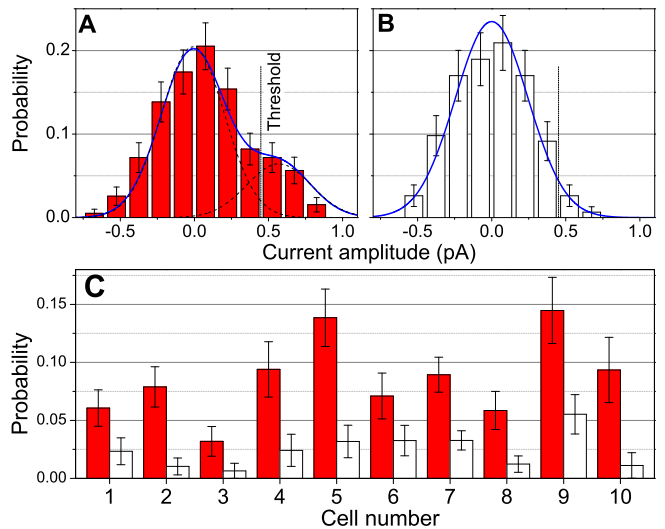 A
B
Probability
0.2
0.1
0.0
Threshold
-0.5
0.0
0.5
1.0
-0.5
0.0
0.5
1.0
Current amplitude (pA)
C
Probability
0.15
0.10
0.05
0.00
1 2 3 4 5 6 7 8 9 10
Cell number